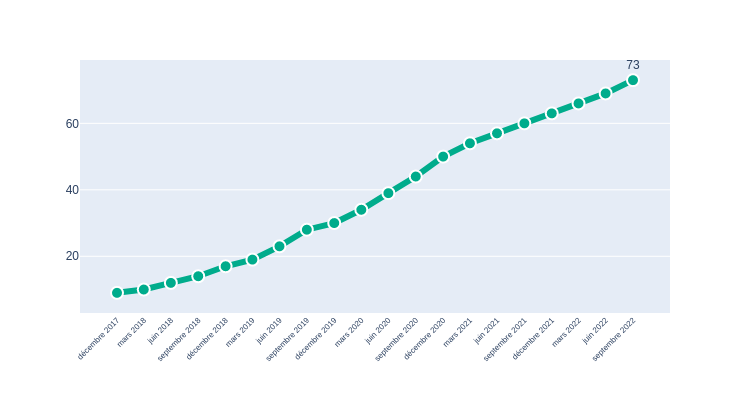 73
60
40
20
décembre 2017
mars 2018
juin 2018
septembre 2018
décembre 2018
mars 2019
juin 2019
septembre 2019
décembre 2019
mars 2020
juin 2020
septembre 2020
décembre 2020
mars 2021
juin 2021
septembre 2021
décembre 2021
mars 2022
juin 2022
septembre 2022